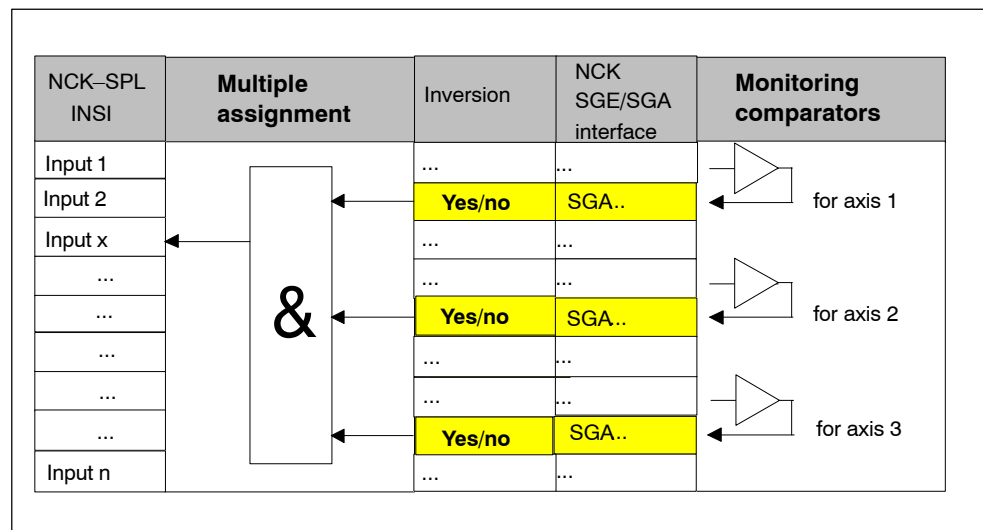 NCK–SPL
INSI
Multiple
assignment
Inversion
NCK
SGE/SGA
interface
Monitoring
comparators
Input 1
...
...
Input 2
Yes/no
SGA..
for axis 1
Input x
...
...
...
...
...
...
&
Yes/no
SGA...
for axis 2
...
...
...
...
...
...
...
Yes/no
SGA..
for axis 3
Input n
...
...